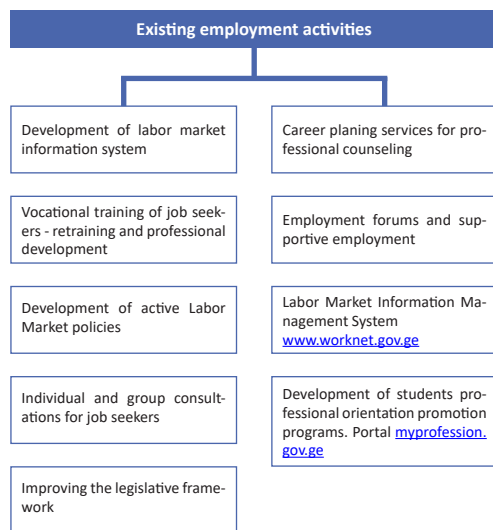 Existing employment activities
Development of labor market
information system
Vocational training of job seek-
ers - retraining and professional
development
Development of active Labor
Market policies
Individual and group consult-
ations for job seekers
Improving the legislative frame-
work
Career planing services for pro-
fessional counseling
Employment forums and sup-
portive employment
Labor Market Information Ma-
nagement System
www.worknet.gov.ge
Development of students pro-
fessional orientation promotion
programs. Portal myprofession.
gov.ge